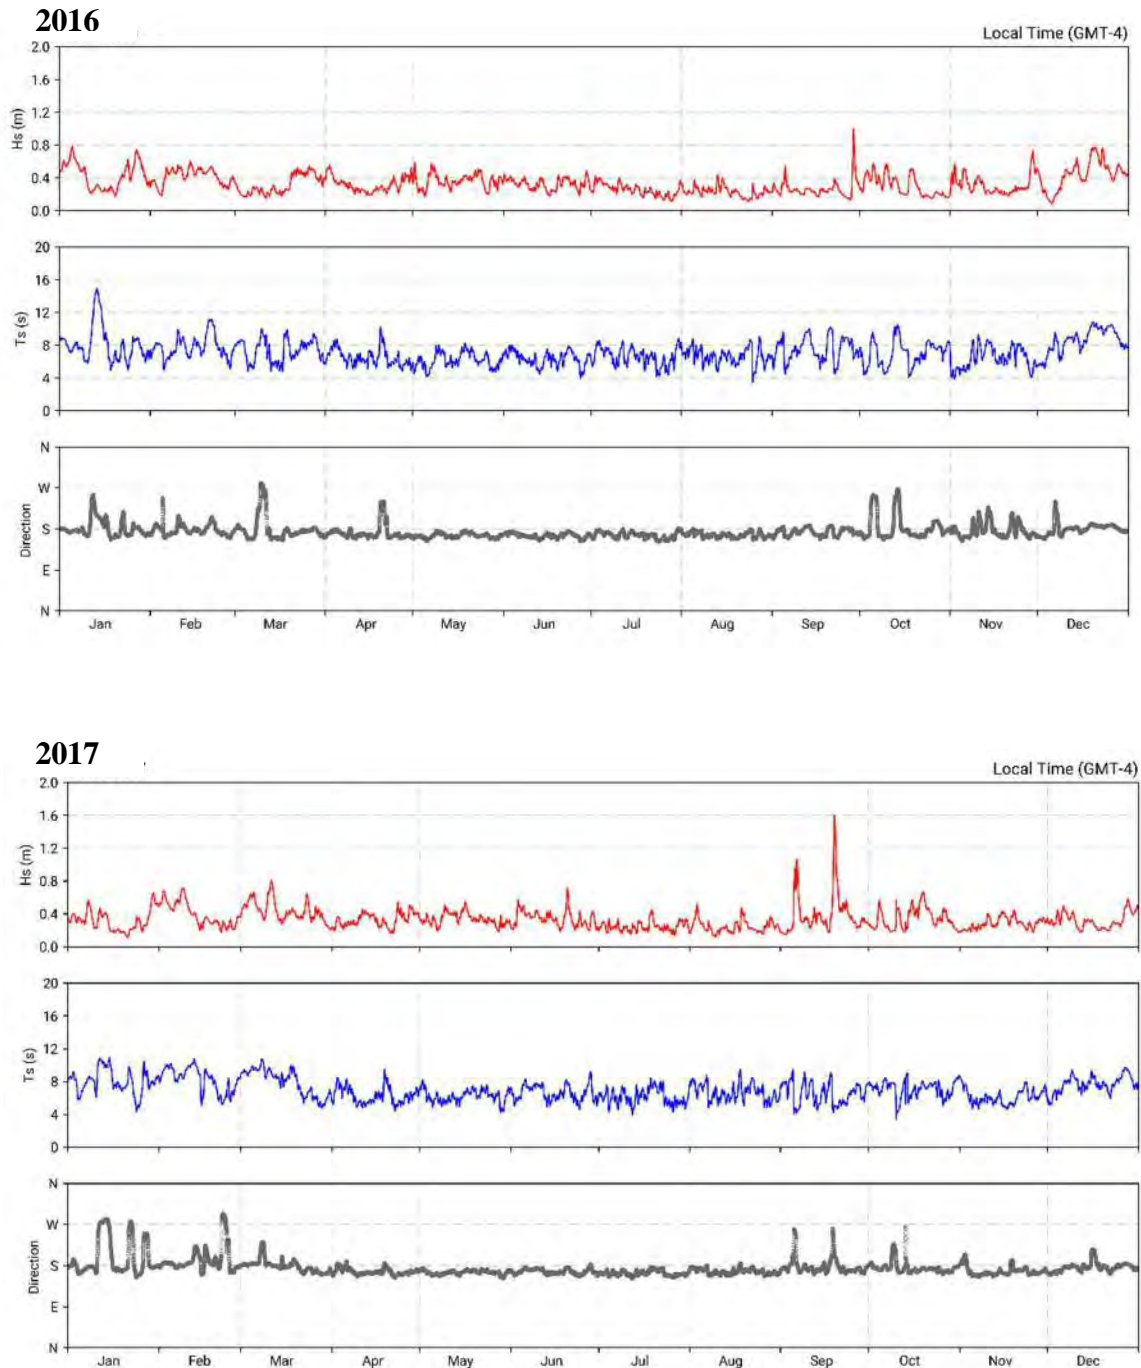 2016
Local Time (GMT-4)
2.0
1.6
1.2
0.8
0.4
0.0
Hs (m)
20
16
12
8
4
0
Ts (s)
N
W
S
E
N
Direction
Jan Feb Mar Apr May Jun Jul Aug Sep Oct Nov Dec
2017
Local Time (GMT-4)
2.0
1.6
1.2
0.8
0.4
0.0
Hs (m)
20
16
12
8
4
0
Ts (s)
N
W
S
E
N
Direction
Jan Feb Mar Apr May Jun Jul Aug Sep Oct Nov Dec